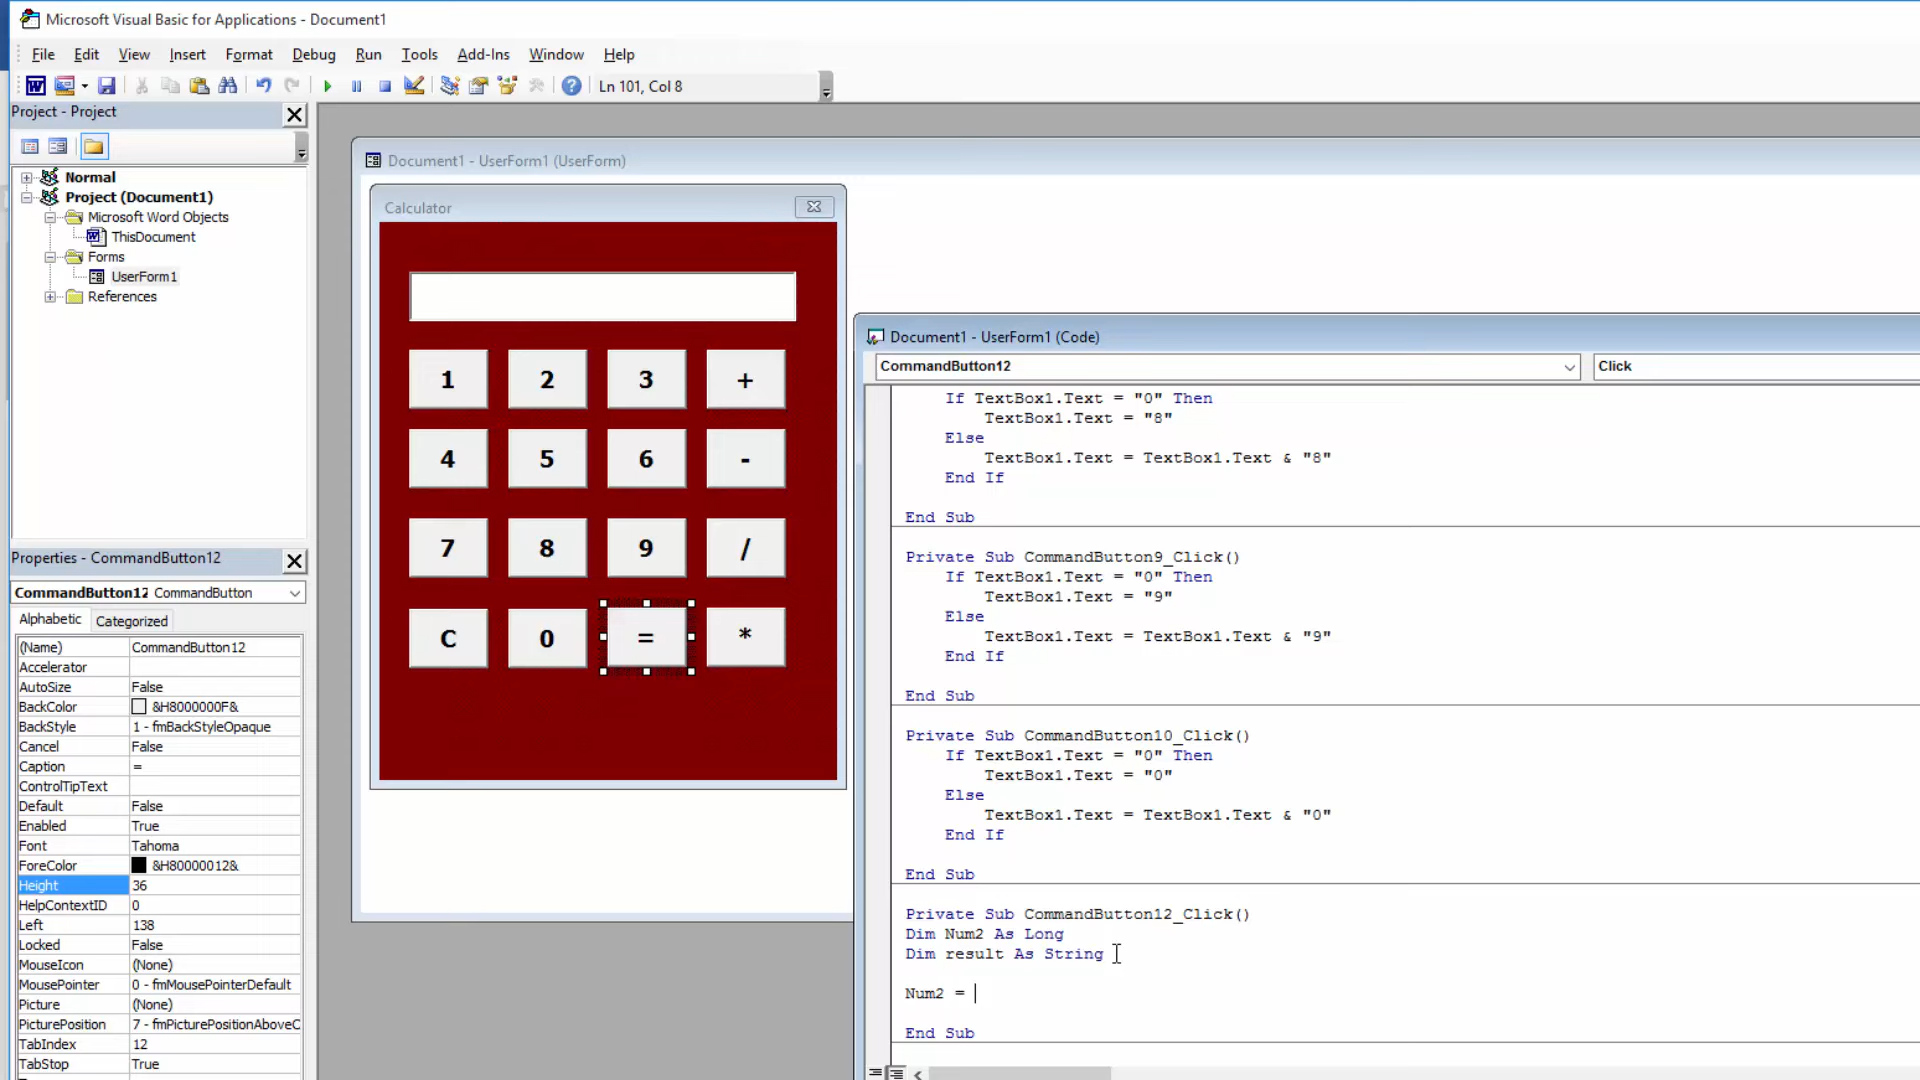 Microsoft Visual Basic for Applications - Document1
File Edit View Insert Format Debug Run Tools Add-Ins Window Help
Ln 101, Col 8
Project - Project
Normal
Project (Document1)
Microsoft Word Objects
ThisDocument
Forms
UserForm1
References
Properties - CommandButton12
CommandButton12 CommandButton
Alphabetic Categorized
(Name) CommandButton12
Accelerator
AutoSize False
BackColor &H8000000F&
BackStyle 1 - fmBackStyleOpaque
Cancel False
Caption =
ControlTipText
Default False
Enabled True
Font Tahoma
ForeColor &H80000012&
Height 36
HelpContextID 0
Left 138
Locked False
MouseIcon (None)
MousePointer 0 - fmMousePointerDefault
Picture (None)
PicturePosition 7 - fmPicturePositionAboveC
TabIndex 12
TabStop True
Document1 - UserForm1 (UserForm)
Calculator
1 2 3 +
4 5 6 -
7 8 9 /
C 0 = *
Document1 - UserForm1 (Code)
CommandButton12 Click
If TextBox1.Text = "0" Then
TextBox1.Text = "8"
Else
TextBox1.Text = TextBox1.Text & "8"
End If
End Sub
Private Sub CommandButton9_Click()
If TextBox1.Text = "0" Then
TextBox1.Text = "9"
Else
TextBox1.Text = TextBox1.Text & "9"
End If
End Sub
Private Sub CommandButton10_Click()
If TextBox1.Text = "0" Then
TextBox1.Text = "0"
Else
TextBox1.Text = TextBox1.Text & "0"
End If
End Sub
Private Sub CommandButton12_Click()
Dim Num2 As Long
Dim result As String
Num2 =
End Sub